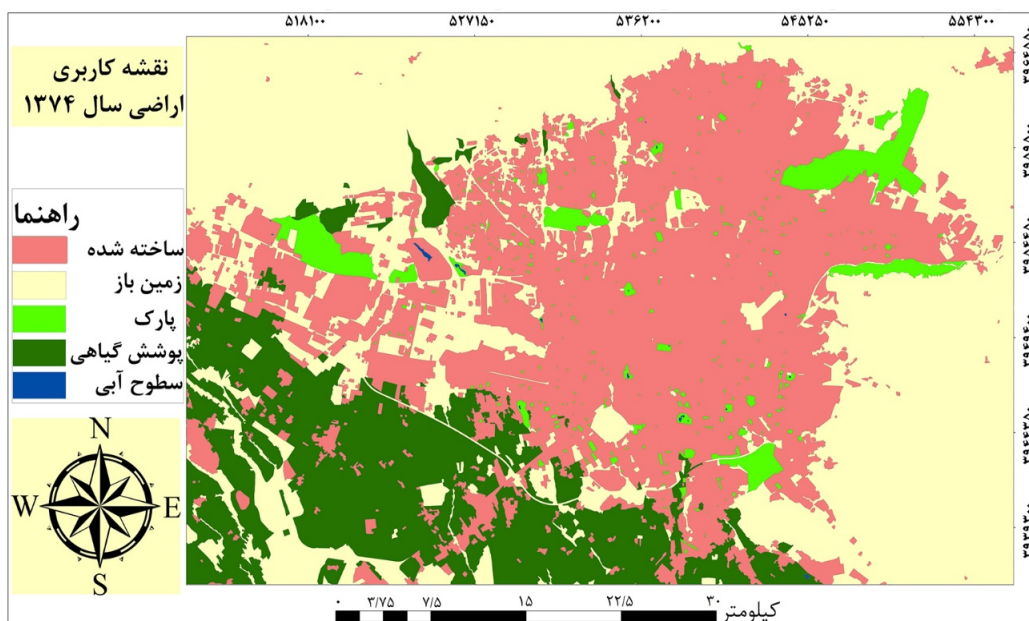 ۵۱۸۱۰۰ ۵۲۷۱۵۰ ۵۳۶۲۰۰ ۵۴۵۲۵۰ ۵۵۴۳۰۰
نقشه کاربری
اراضی سال ۱۳۷۴
راهنما
ساخته شده
زمین باز
پارک
پوشش گیاهی
سطوح آبی
N
W E
S
۳۹۳۹۳۰۰
۰ ۳/۷۵ ۷/۵ ۱۵ ۲۲/۵ ۳۰
کیلومتر